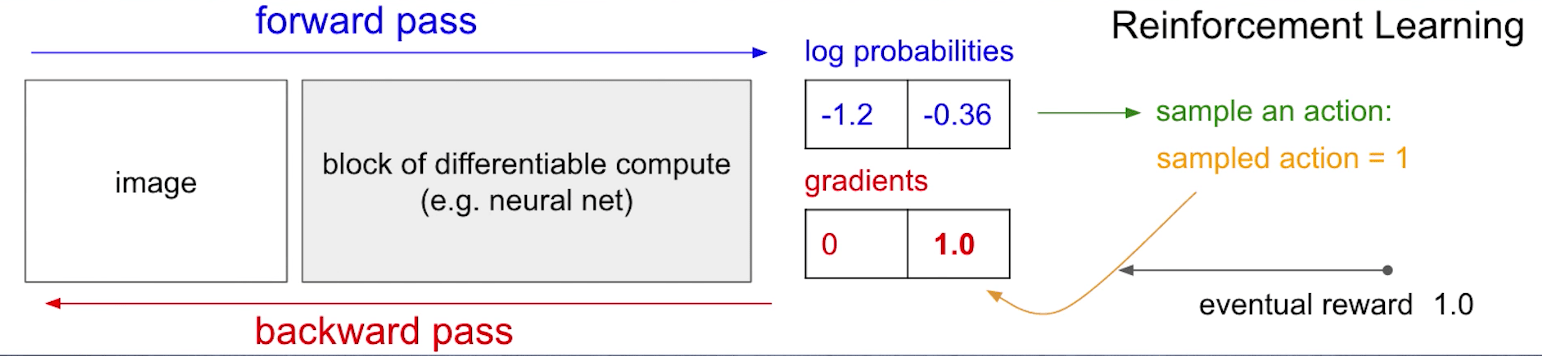 forward pass
Reinforcement Learning
log probabilities
-1.2 -0.36
sample an action:
sampled action = 1
image
block of differentiable compute
(e.g. neural net)
gradients
0 1.0
eventual reward 1.0
backward pass